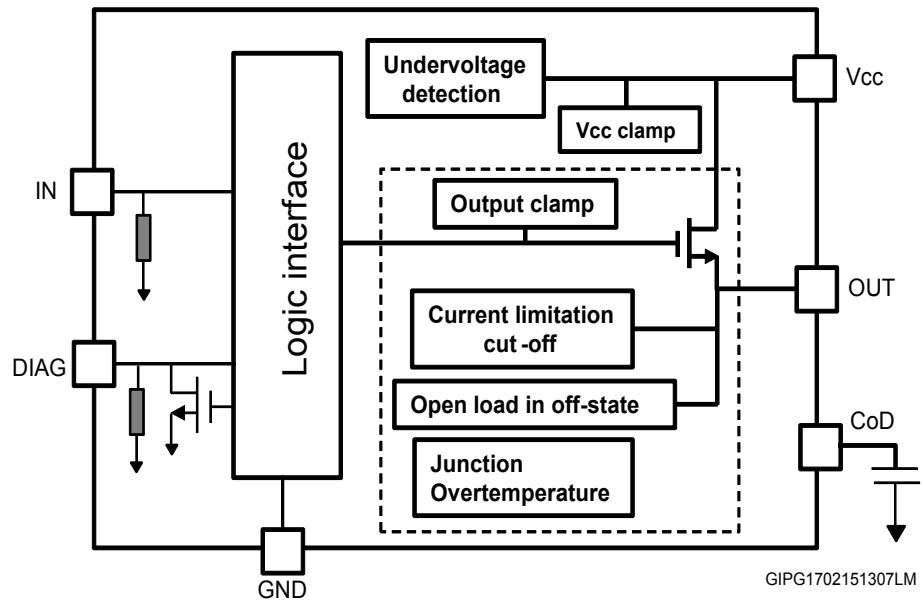 Undervoltage
detection
Vcc
Vcc clamp
IN
Logic interface
Output clamp
OUT
Current limitation
cut -off
DIAG
Open load in off-state
CoD
Junction
Overtemperature
GND
GIPG1702151307LM